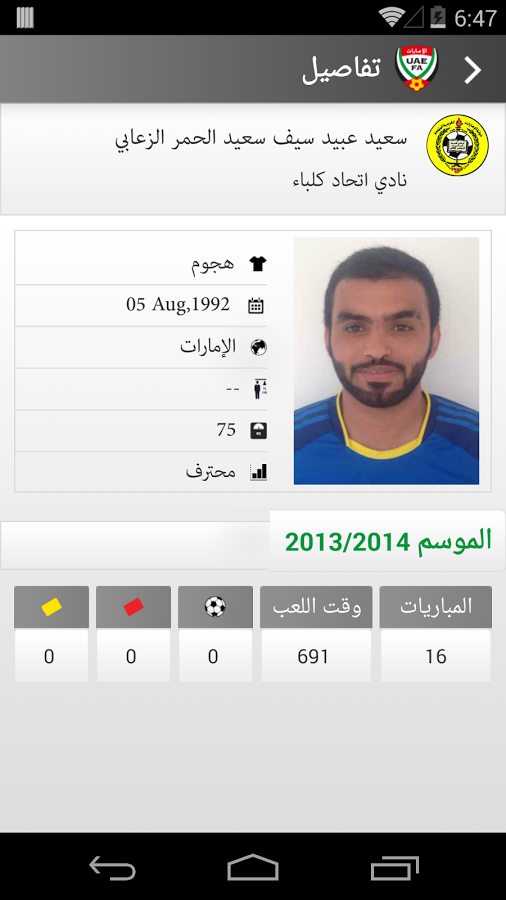 6:47
تفاصيل
الإمارات
UAE
FA
سعيد عبيد سيف سعيد الحمر الزعابي
نادي اتحاد كلباء
هجوم
05 Aug,1992
الإمارات
--
75
محترف
الموسم 2013/2014
المباريات وقت اللعب
16 691 0 0 0